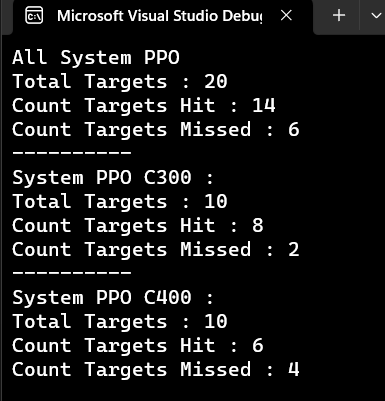 Microsoft Visual Studio Debu
All System PPO
Total Targets : 20
Count Targets Hit : 14
Count Targets Missed : 6
----------
System PPO C300 :
Total Targets : 10
Count Targets Hit : 8
Count Targets Missed : 2
----------
System PPO C400 :
Total Targets : 10
Count Targets Hit : 6
Count Targets Missed : 4